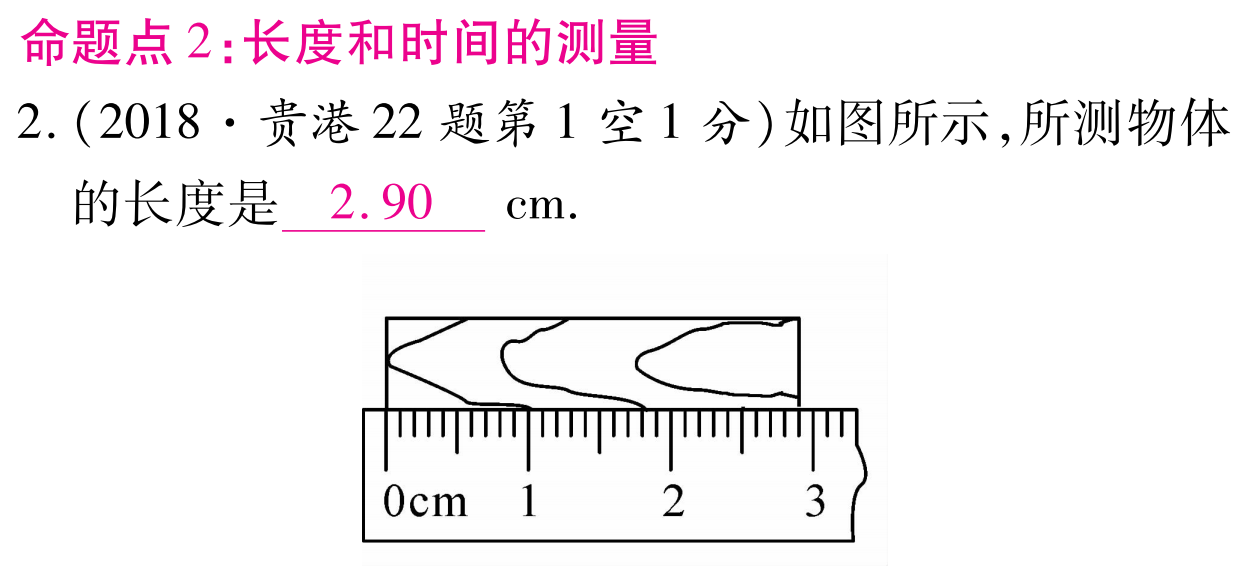 命题点2:长度和时间的测量
2.(2018·贵港22题第1空1分)如图所示,所测物体
的长度是 2.90 cm.
0cm 1 2 3